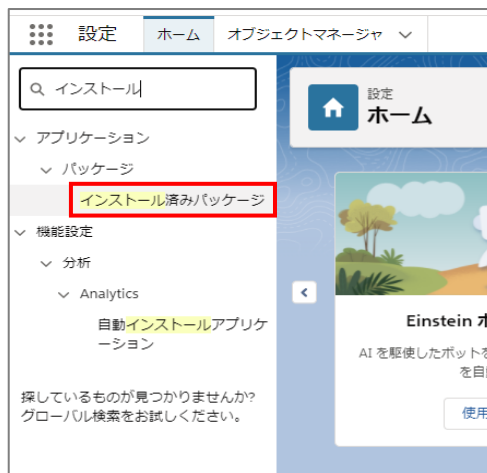 設定
ホーム
オブジェクトマネージャ
インストール
アプリケーション
パッケージ
インストール済みパッケージ
機能設定
分析
Analytics
自動インストールアプリケ
ーション
探しているものが見つかりませんか?
グローバル検索をお試しください。
設定
ホーム
Einstein
AI を駆使したボットを
を自
使用